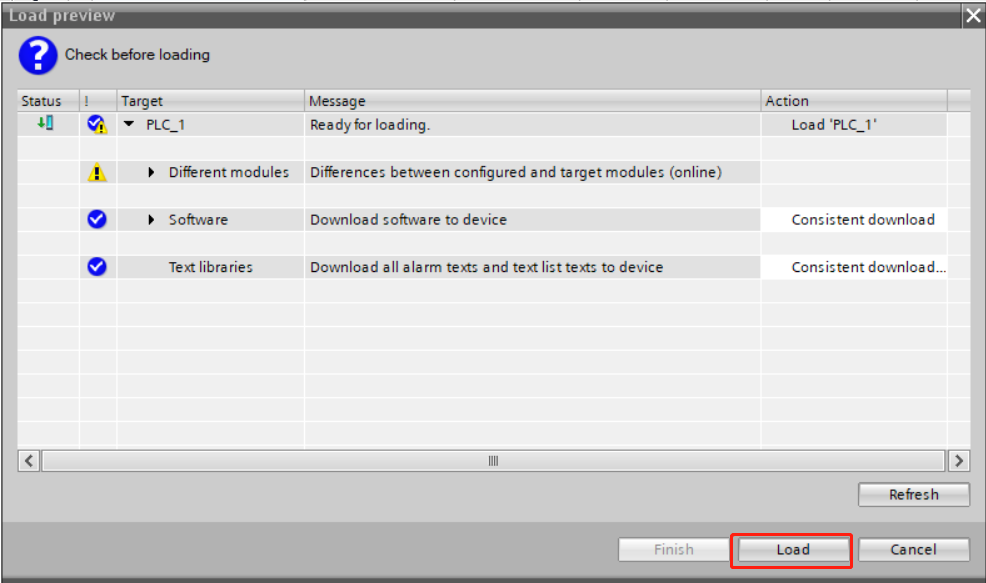 Load preview
Check before loading
Status ! Target Message Action
PLC_1 Ready for loading. Load 'PLC_1'
Different modules Differences between configured and target modules (online)
Software Download software to device Consistent download
Text libraries Download all alarm texts and text list texts to device Consistent download...
Refresh
Finish Load Cancel